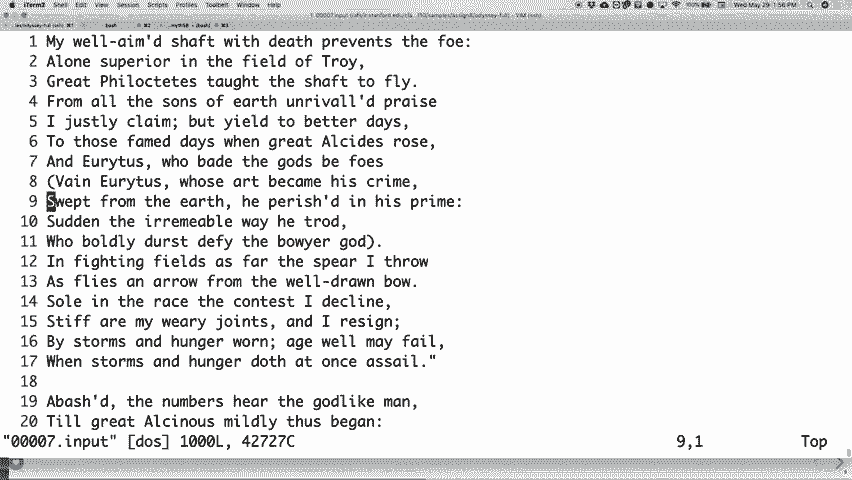 iTerm2 Shell Edit View Session Scripts Profiles Toolbelt Window Help
Wed May 29 1:56 PM
1 My well-aim'd shaft with death prevents the foe:
2 Alone superior in the field of Troy,
3 Great Philoctetes taught the shaft to fly.
4 From all the sons of earth unrivall'd praise
5 I justly claim; but yield to better days,
6 To those famed days when great Alcides rose,
7 And Eurytus, who bade the gods be foes
8 (Vain Eurytus, whose art became his crime,
9 Swept from the earth, he perish'd in his prime:
10 Sudden the irremeable way he trod,
11 Who boldly durst defy the bowyer god).
12 In fighting fields as far the spear I throw
13 As flies an arrow from the well-drawn bow.
14 Sole in the race the contest I decline,
15 Stiff are my weary joints, and I resign;
16 By storms and hunger worn; age well may fail,
17 When storms and hunger doth at once assail."
18
19 Abash'd, the numbers hear the godlike man,
20 Till great Alcinous mildly thus began:
"00007.input" [dos] 1000L, 42727C 9,1 Top